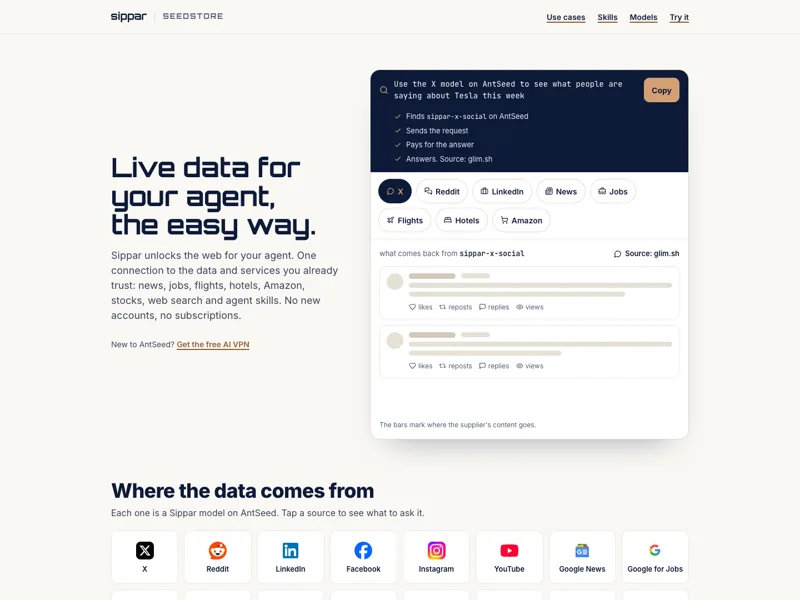 sippar SEEDSTORE
Use cases Skills Models Try it
Use the X model on AntSeed to see what people are
saying about Tesla this week
Copy
Finds sippar-x-social on AntSeed
Sends the request
Pays for the answer
Answers. Source: glim.sh
X Reddit LinkedIn News Jobs
Flights Hotels Amazon
what comes back from sippar-x-social Source: glim.sh
likes reposts replies views
likes reposts replies views
The bars mark where the supplier's content goes.
Live data for
your agent,
the easy way.
Sippar unlocks the web for your agent. One
connection to the data and services you already
trust: news, jobs, flights, hotels, Amazon,
stocks, web search and agent skills. No new
accounts, no subscriptions.
New to AntSeed? Get the free AI VPN
Where the data comes from
Each one is a Sippar model on AntSeed. Tap a source to see what to ask it.
X Reddit LinkedIn Facebook Instagram YouTube Google News Google for Jobs